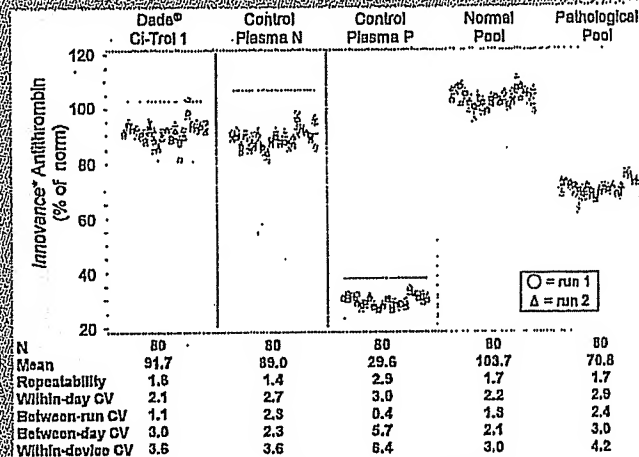 Dade® Control Control Normal Pathological
Ci-Trol 1 Plasma N Plasma P Pool Pool
Innovance* Antithrombin
(% of norm)
120
100
80
60
40
20
O = run 1
Δ = run 2
N 80 80 80 80 80
Mean 91.7 89.0 29.6 103.7 70.8
Repeatability 1.8 1.4 2.9 1.7 1.7
Within-day CV 2.1 2.7 3.0 2.2 2.9
Between-run CV 1.1 2.3 0.4 1.3 2.4
Between-day CV 3.0 2.3 5.7 2.1 3.0
Within-device CV 3.6 3.6 6.4 3.0 4.2